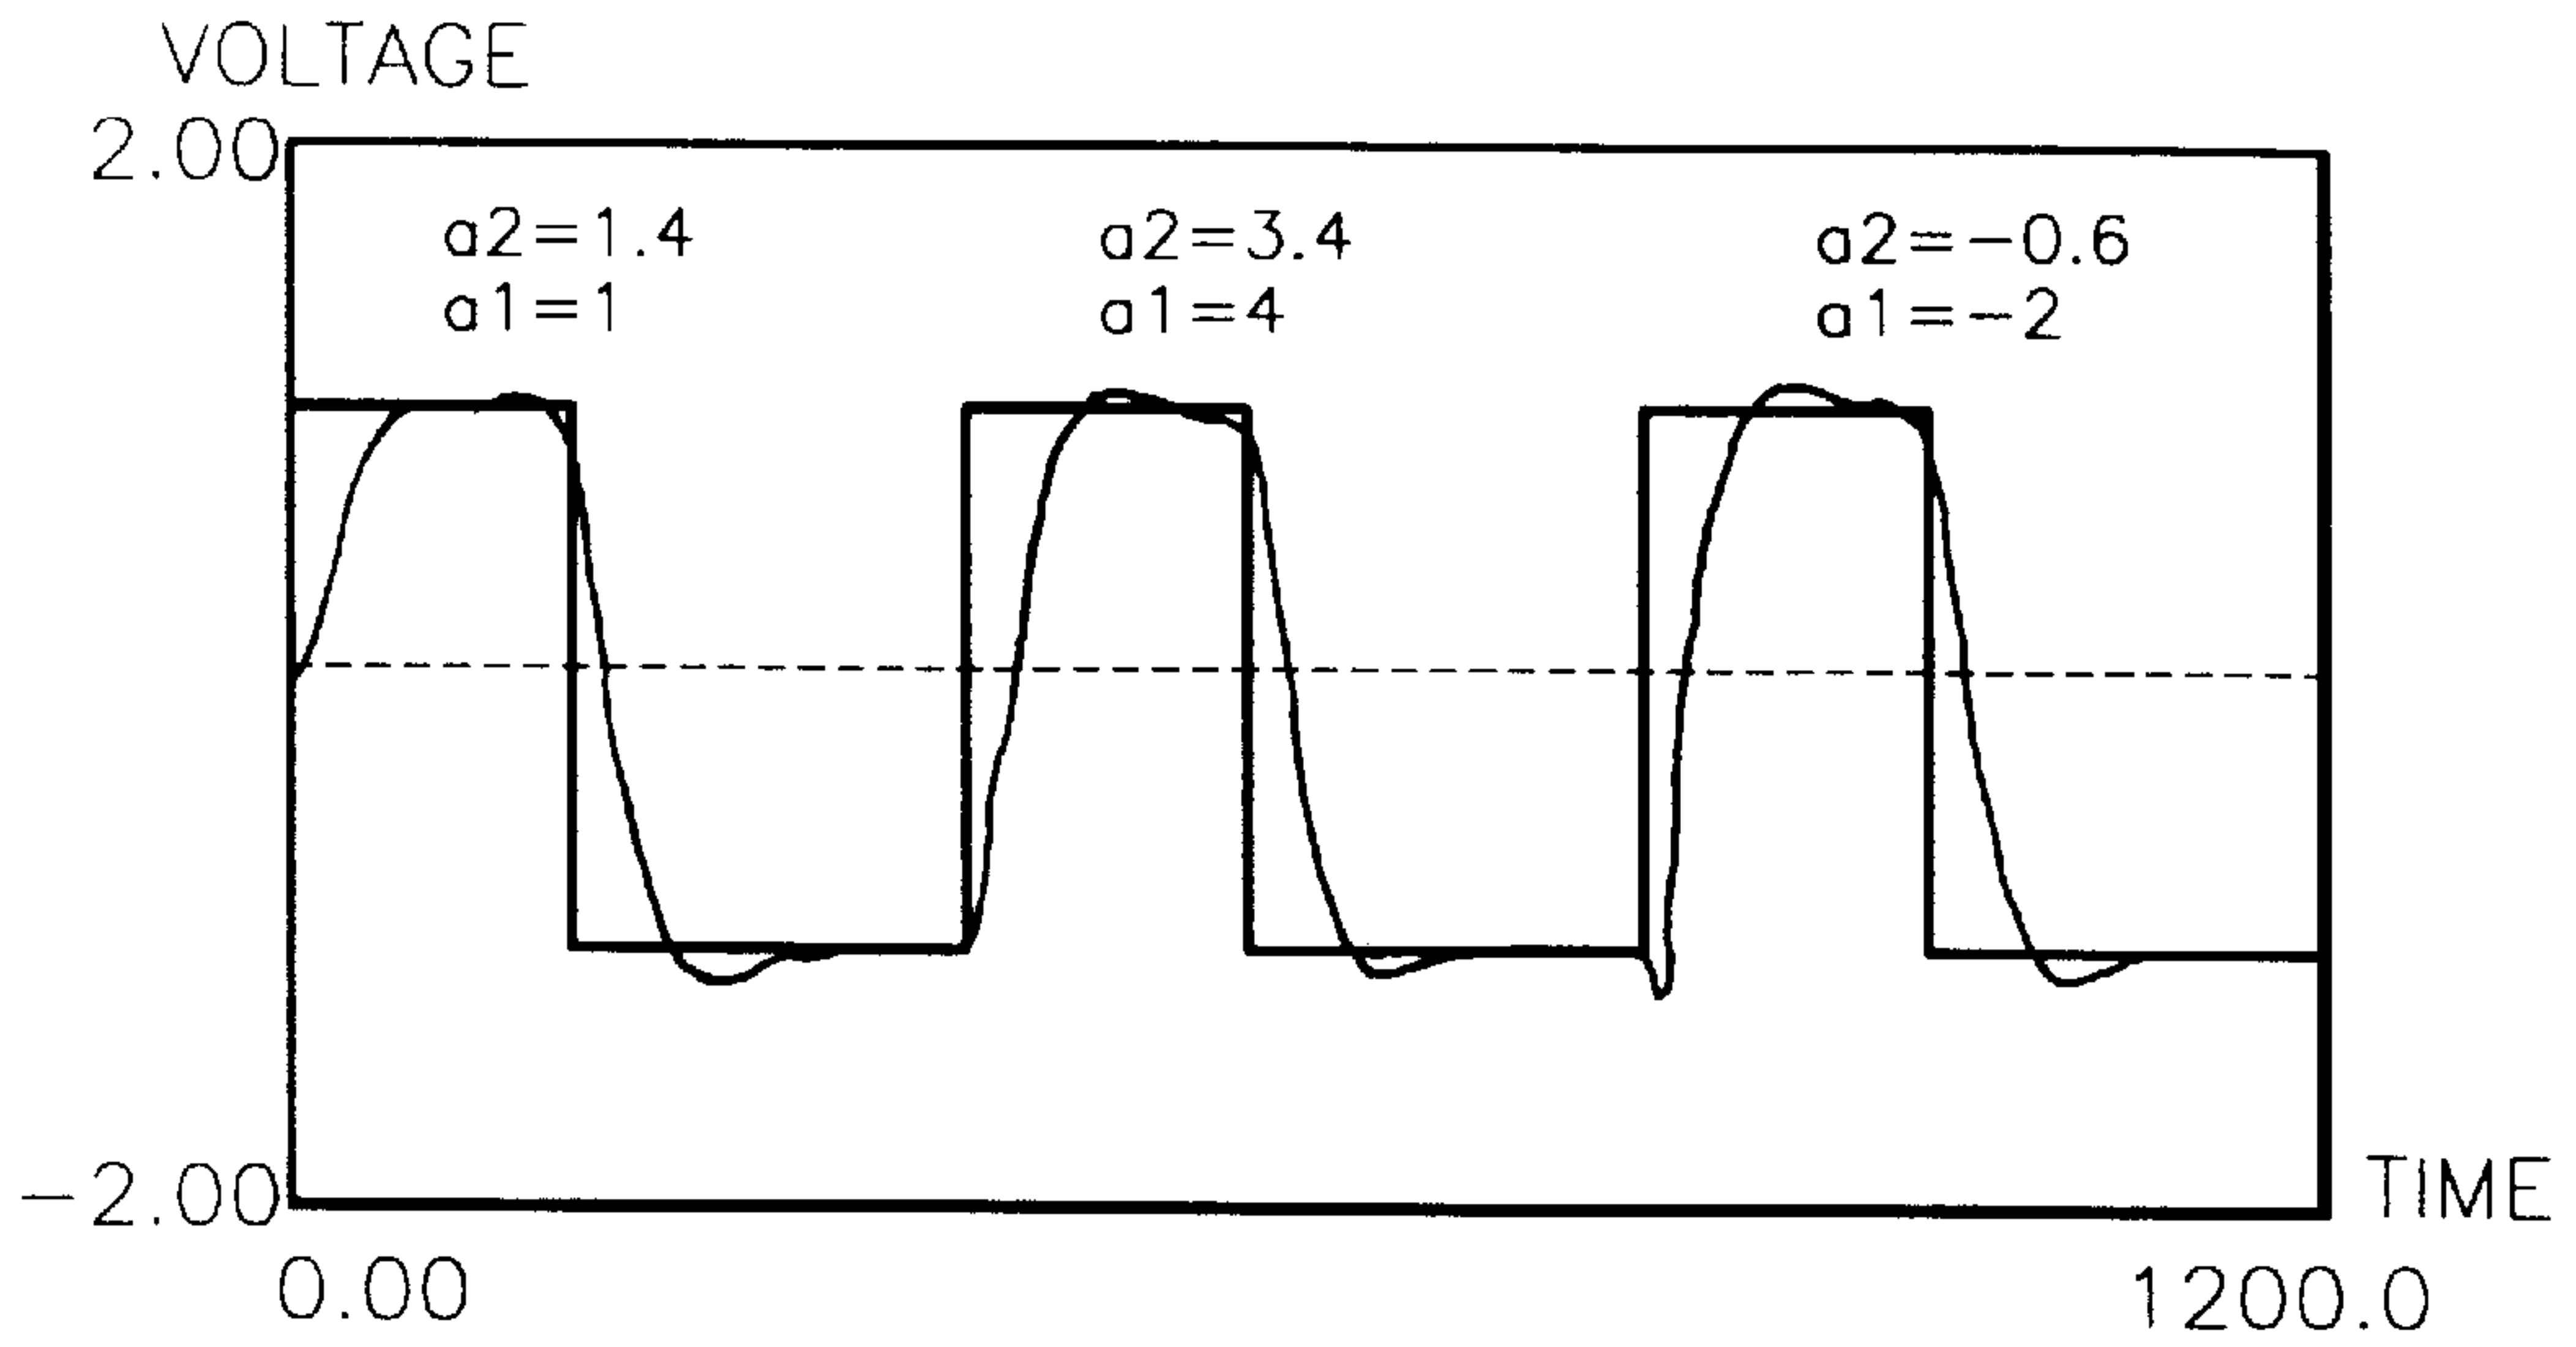 VOLTAGE
2.00
a2=1.4
a1=1
a2=3.4
a1=4
a2=-0.6
a1=-2
-2.00
TIME
0.00
1200.0